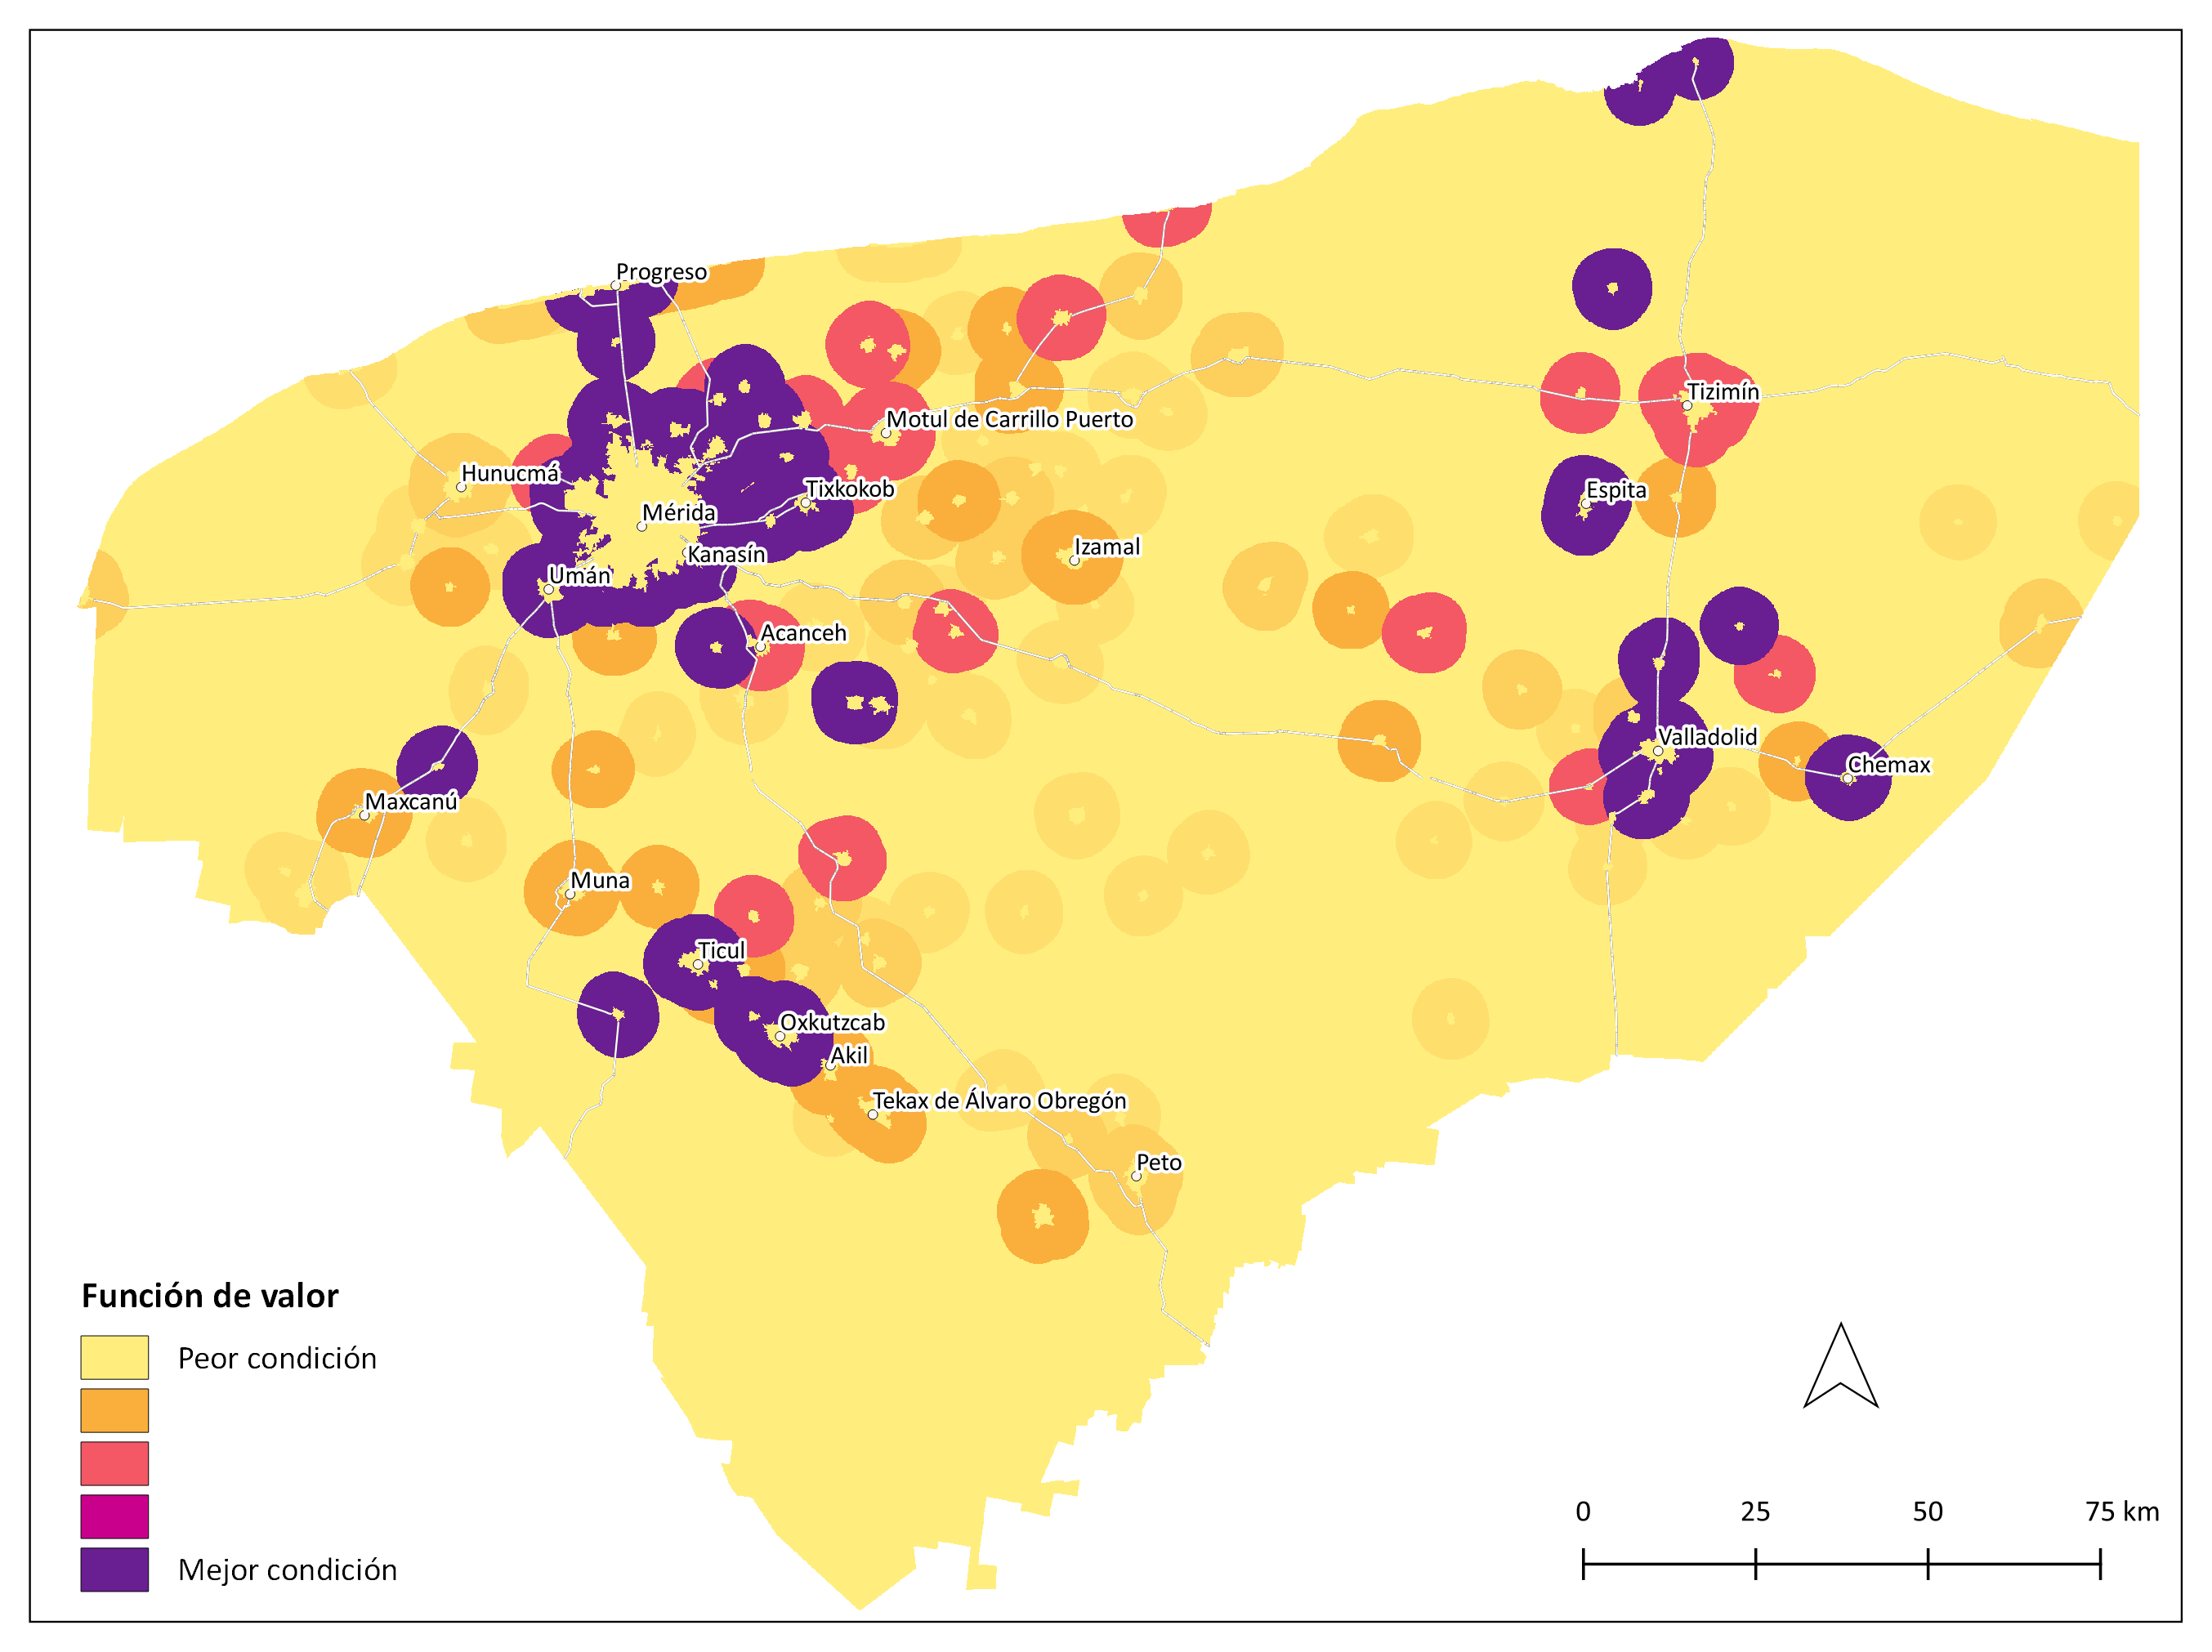 Progreso
Tizimín
Motul de Carrillo Puerto
Hunucmá
Tixkokob
Espita
Mérida
Izamal
Kanasín
Umán
Acanceh
Valladolid
Chemax
Maxcanú
Muna
Ticul
Oxkutzcab
Akil
Tekax de Álvaro Obregón
Peto
Función de valor
Peor condición
Mejor condición
0 25 50 75 km